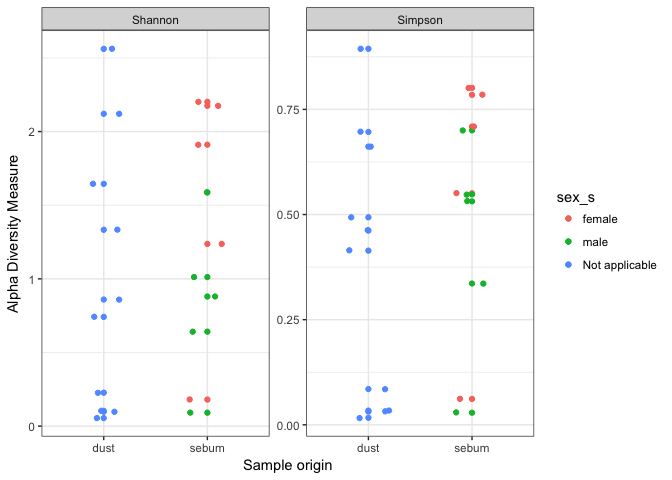 Shannon
Simpson
Alpha Diversity Measure
2
1
0
0.75
0.50
0.25
0.00
dust
sebum
dust
sebum
Sample origin
sex_s
female
male
Not applicable